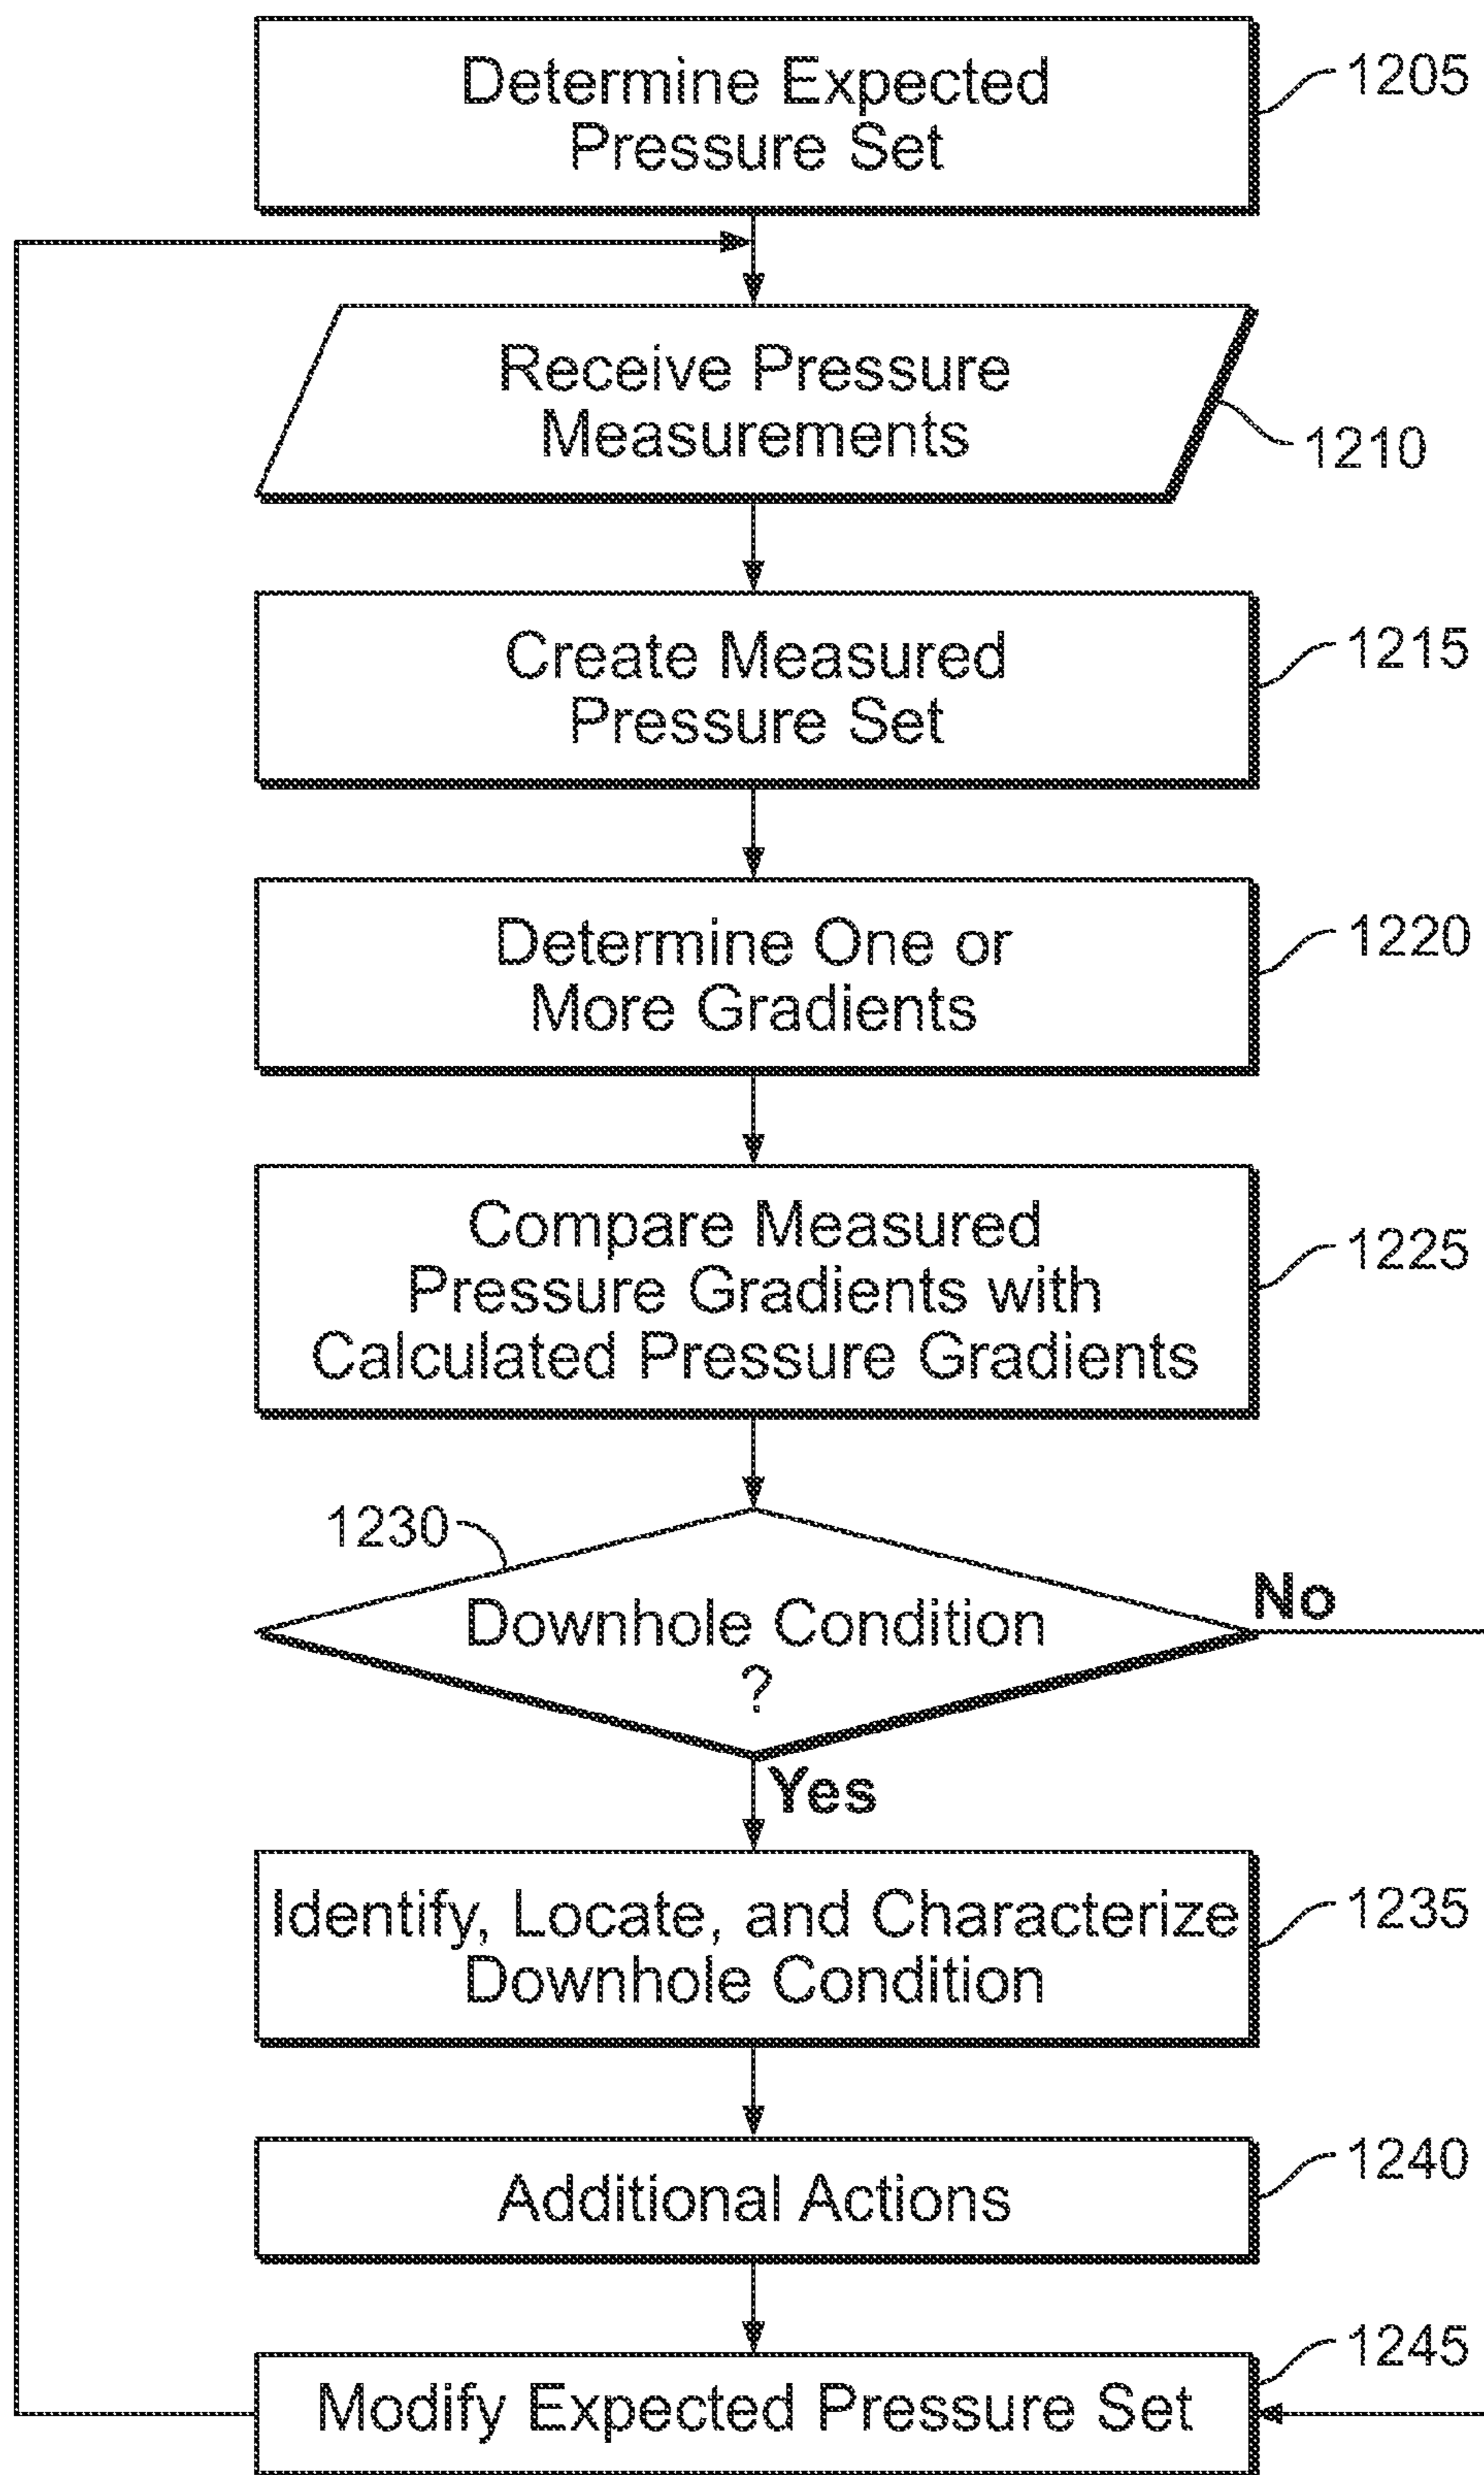 Determine Expected
Pressure Set
1205
Receive Pressure
Measurements
1210
Create Measured
Pressure Set
1215
Determine One or
More Gradients
1220
Compare Measured
Pressure Gradients with
Calculated Pressure Gradients
1225
1230
Downhole Condition
?
No
Yes
Identify, Locate, and Characterize
Downhole Condition
1235
Additional Actions
1240
Modify Expected Pressure Set
1245